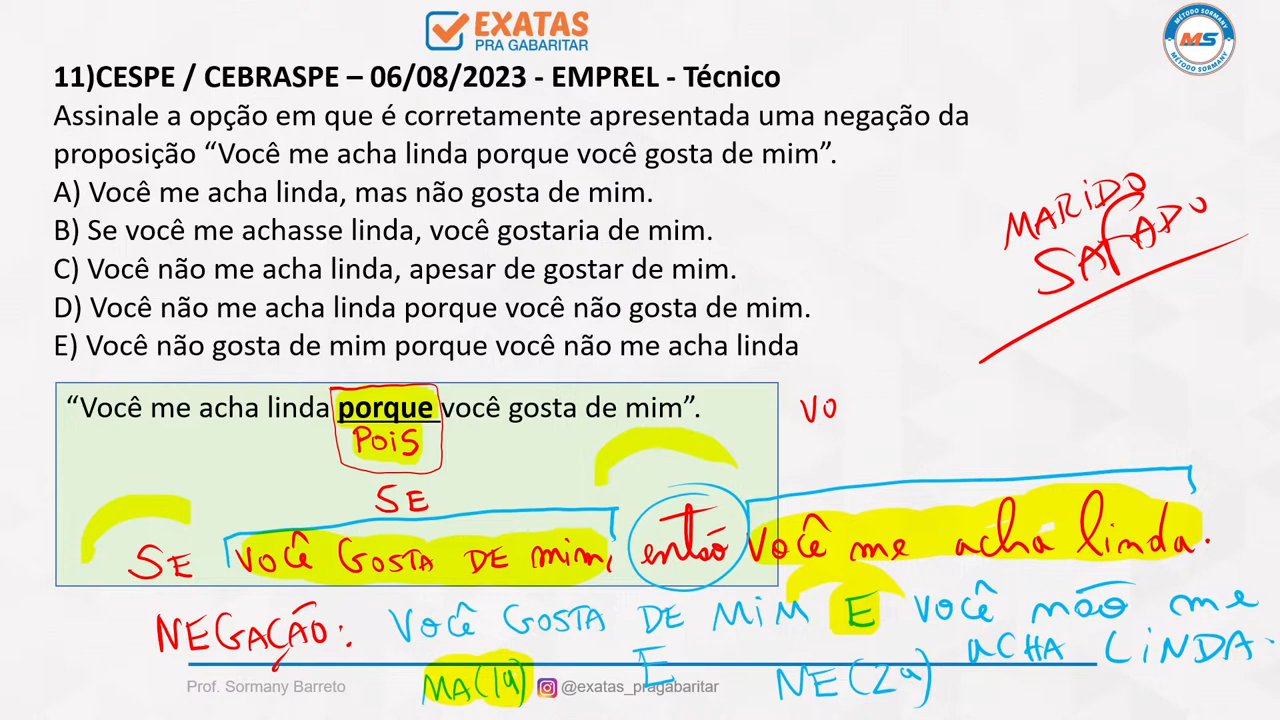 EXATAS
PRA GABARITAR
MÉTODO SORMANY
MS
MÉTODO SORMANY
11)CESPE / CEBRASPE – 06/08/2023 - EMPREL - Técnico
Assinale a opção em que é corretamente apresentada uma negação da
proposição “Você me acha linda porque você gosta de mim”.
A) Você me acha linda, mas não gosta de mim.
B) Se você me achasse linda, você gostaria de mim.
C) Você não me acha linda, apesar de gostar de mim.
D) Você não me acha linda porque você não gosta de mim.
E) Você não gosta de mim porque você não me acha linda
MARIDO
SAFADO
“Você me acha linda porque você gosta de mim”.
VO
POIS
SE
SE VOCÊ GOSTA DE mim, então você me acha linda.
NEGAÇÃO: VOCÊ GOSTA DE MIM E VOCÊ não me
ACHA LINDA.
MA(1ª) E NE(2ª)
Prof. Sormany Barreto
@exatas_pragabaritar